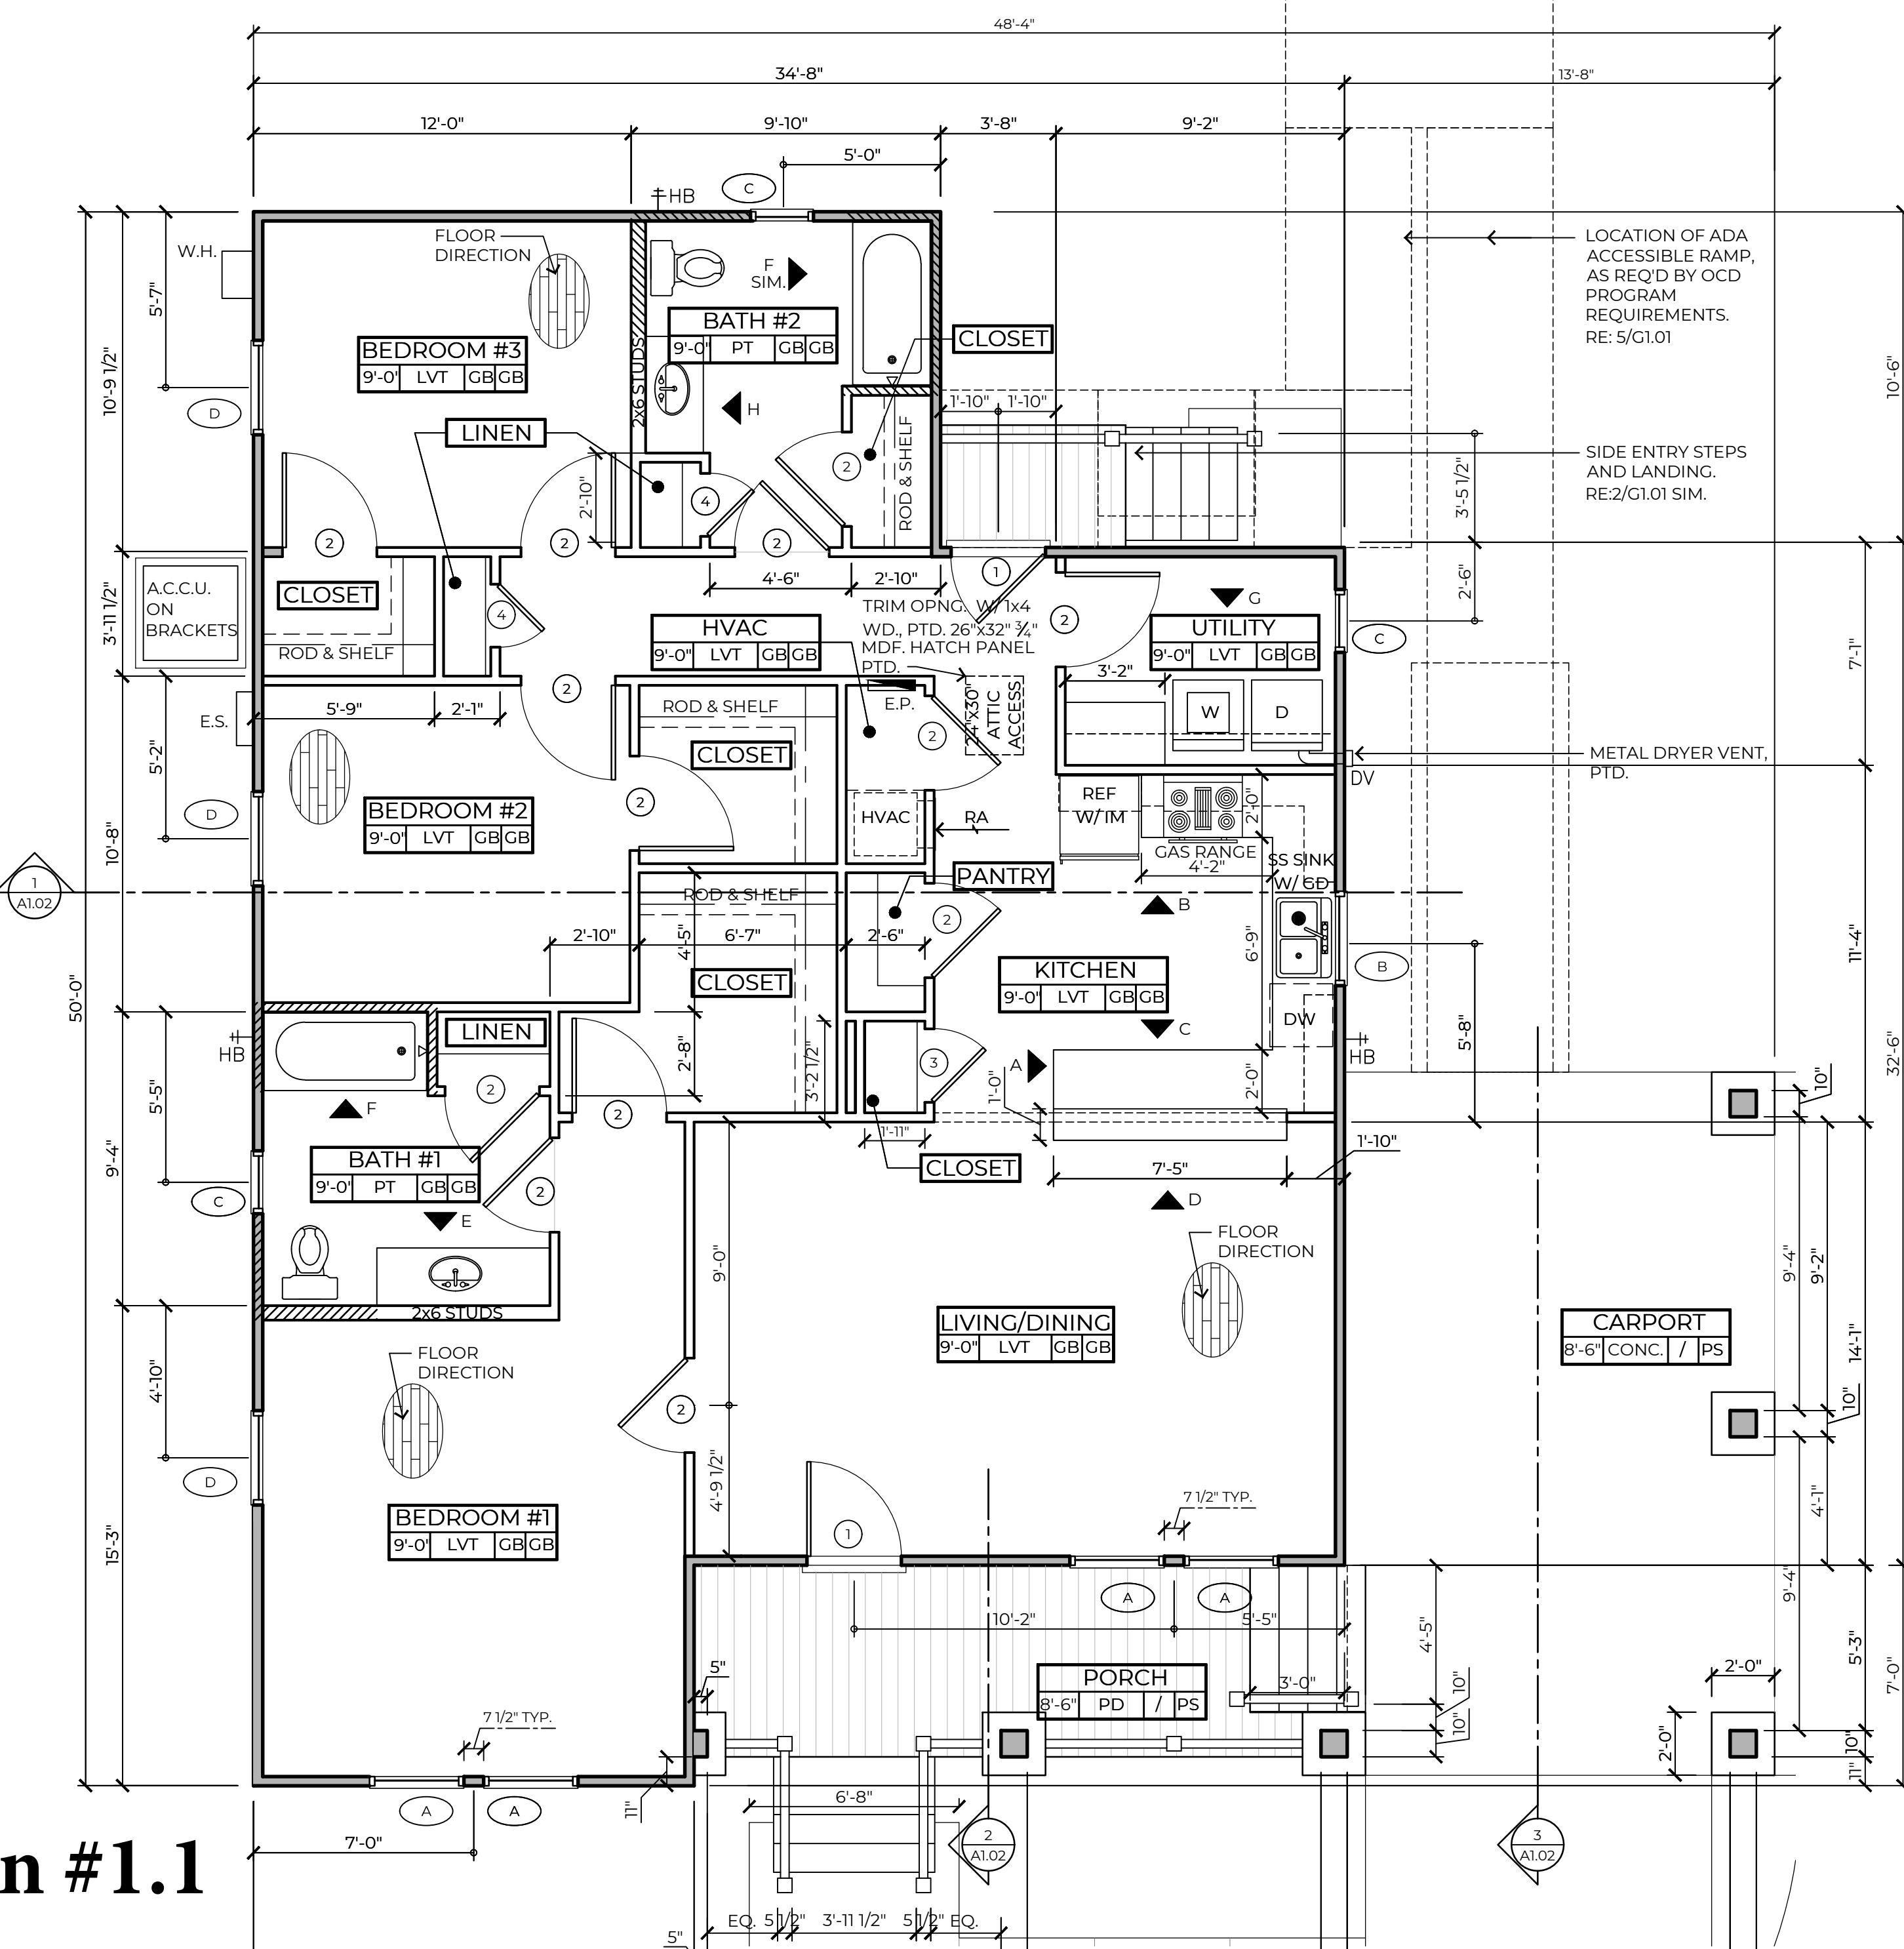 48'-4"
34'-8"
13'-8"
12'-0"
9'-10"
3'-8"
9'-2"
5'-0"
C
HB
W.H.
FLOOR
DIRECTION
F
SIM.
LOCATION OF ADA
ACCESSIBLE RAMP,
AS REQ'D BY OCD
PROGRAM
REQUIREMENTS.
RE: 5/G1.01
5'-7"
10'-9 1/2"
10'-6"
BEDROOM #3
9'-0" LVT GB GB
2x6 STUDS
BATH #2
9'-0" PT GB GB
CLOSET
D
H
1'-10" 1'-10"
LINEN
ROD & SHELF
SIDE ENTRY STEPS
AND LANDING.
RE:2/G1.01 SIM.
2'-10"
4
2
3'-5 1/2"
2
2
2
4'-6"
2'-10"
1
2'-6"
A.C.C.U.
ON
BRACKETS
3'-11 1/2"
CLOSET
ROD & SHELF
4
TRIM OPNG. W/ 1x4
WD., PTD. 26"x32" ¾"
MDF. HATCH PANEL
PTD.
HVAC
9'-0" LVT GB GB
2
G
UTILITY
9'-0" LVT GB GB
C
7'-1"
3'-2"
E.S.
5'-9"
2'-1"
2
ROD & SHELF
CLOSET
E.P.
2
24"x30"
ATTIC
ACCESS
W
D
METAL DRYER VENT,
PTD.
DV
5'-2"
10'-8"
D
BEDROOM #2
9'-0" LVT GB GB
2
HVAC
RA
REF
W/ IM
2'-0"
GAS RANGE
4'-2"
SS SINK
W/ GD
1
A1.02
ROD & SHELF
PANTRY
2
B
2'-10"
6'-7"
2'-6"
4'-5"
6'-9"
B
11'-4"
CLOSET
KITCHEN
9'-0" LVT GB GB
50'-0"
HB
LINEN
C
DW
HB
5'-8"
32'-6"
5'-5"
2
2'-8"
3'-2 1/2"
3
A
1'-0"
2'-0"
10"
F
2
1'-11"
1'-10"
9'-4"
BATH #1
9'-0" PT GB GB
CLOSET
7'-5"
C
2
E
D
FLOOR
DIRECTION
9'-0"
9'-4"
9'-2"
2x6 STUDS
LIVING/DINING
9'-0" LVT GB GB
CARPORT
8'-6" CONC. / PS
14'-1"
FLOOR
DIRECTION
4'-10"
2
10"
D
4'-9 1/2"
7 1/2" TYP.
4'-1"
BEDROOM #1
9'-0" LVT GB GB
15'-3"
1
A
A
9'-4"
10'-2"
5'-5"
4'-5"
5'-3"
7'-0"
5"
PORCH
8'-6" PD / PS
3'-0"
10"
10"
2'-0"
7 1/2" TYP.
2'-0"
10"
11"
A
A
11"
6'-8"
7'-0"
2
A1.02
3
A1.02
n #1.1
EQ. 5 1/2" 3'-11 1/2" 5 1/2" EQ.
5"